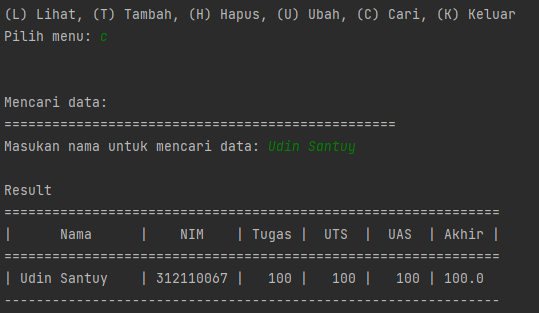 (L) Lihat, (T) Tambah, (H) Hapus, (U) Ubah, (C) Cari, (K) Keluar
Pilih menu: c
Mencari data:
=================================================
Masukan nama untuk mencari data: Udin Santuy
Result
==============================================================
|      Nama      |    NIM    | Tugas |  UTS  |  UAS  | Akhir |
==============================================================
| Udin Santuy    | 312110067 |   100 |   100 |   100 | 100.0
--------------------------------------------------------------